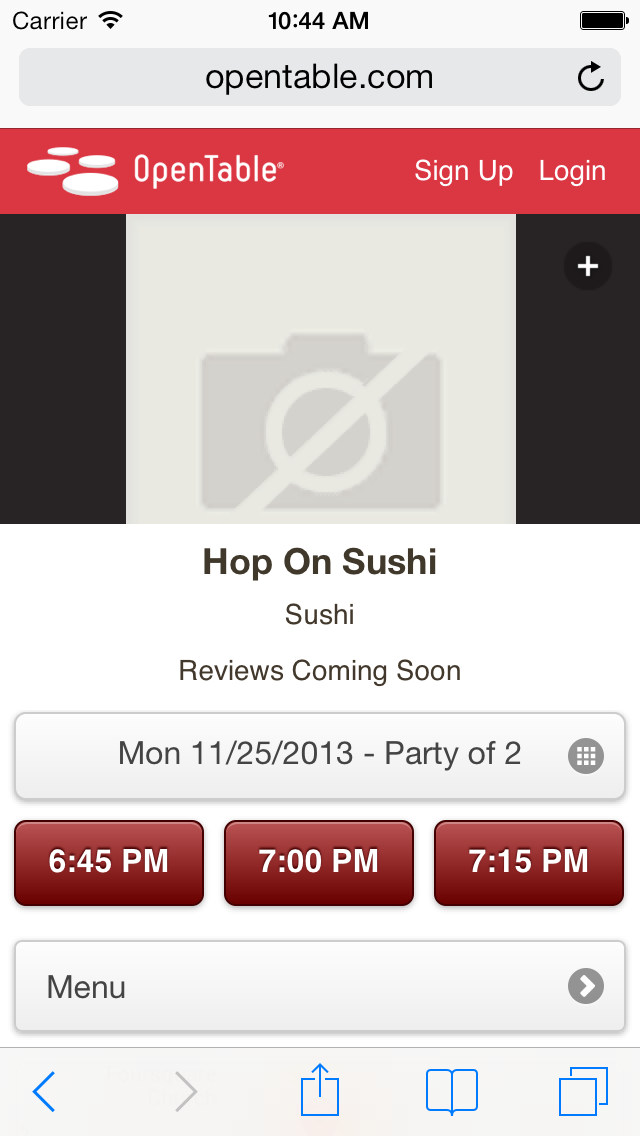 Carrier 10:44 AM
opentable.com
OpenTable® Sign Up Login
Hop On Sushi
Sushi
Reviews Coming Soon
Mon 11/25/2013 - Party of 2
6:45 PM 7:00 PM 7:15 PM
Menu